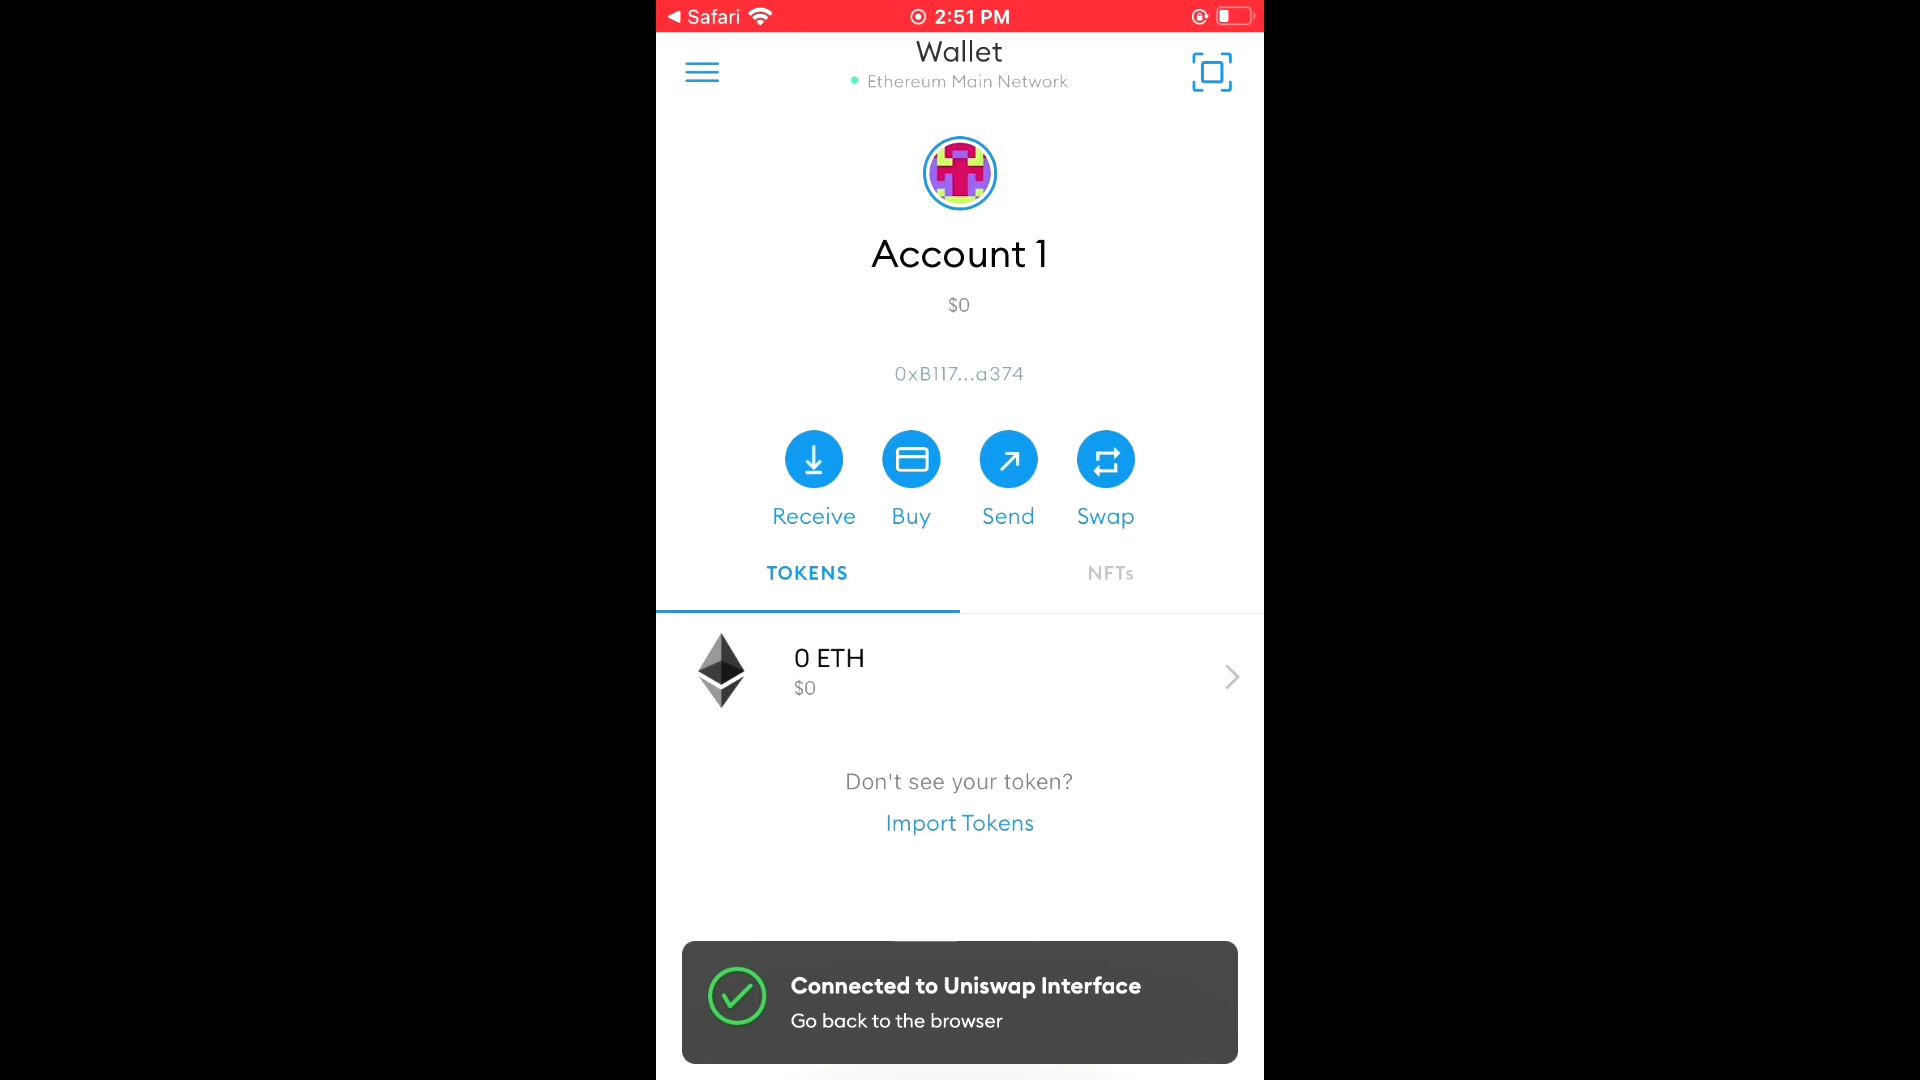 Safari
2:51 PM
Wallet
Ethereum Main Network
Account 1
$0
0xB117...a374
Receive Buy Send Swap
TOKENS NFTs
0 ETH
$0
Don't see your token?
Import Tokens
Connected to Uniswap Interface
Go back to the browser